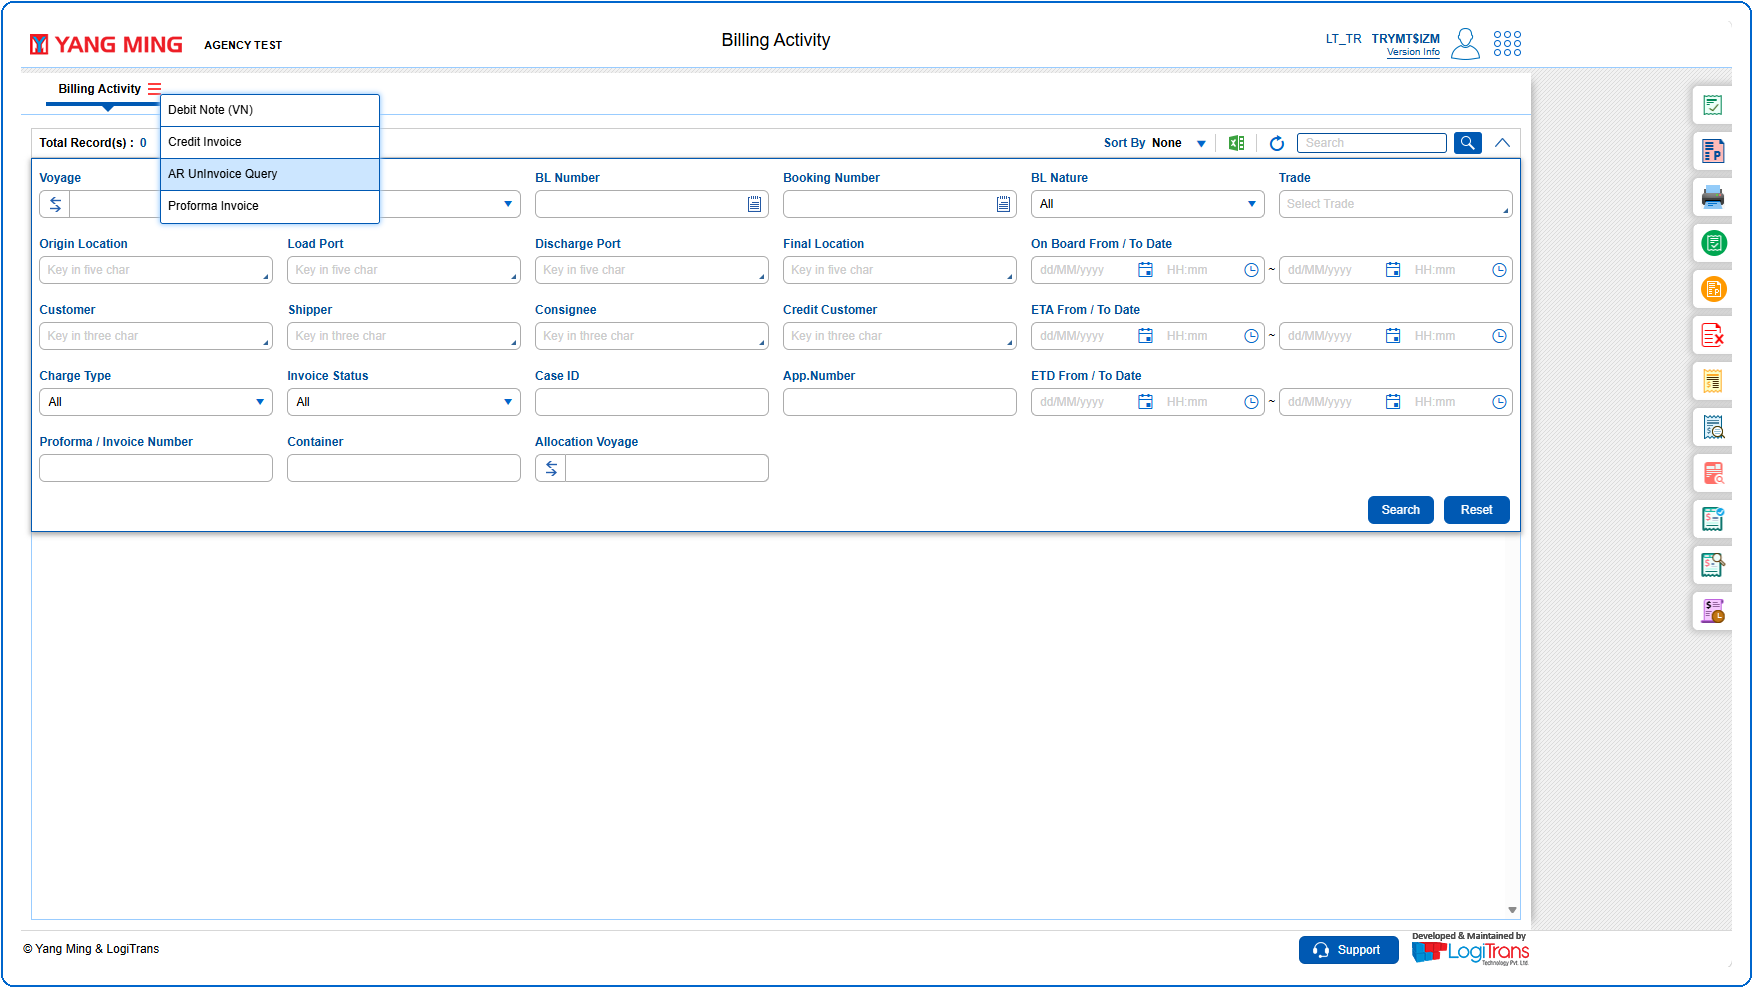 YANG MING AGENCY TEST
Billing Activity
LT_TR TRYMT$IZM
Version Info
Billing Activity
Debit Note (VN)
Credit Invoice
AR UnInvoice Query
Proforma Invoice
Total Record(s) : 0
Sort By None
Search
Voyage
BL Number
Booking Number
BL Nature
Trade
All
Select Trade
Origin Location
Load Port
Discharge Port
Final Location
On Board From / To Date
Key in five char
Key in five char
Key in five char
Key in five char
dd/MM/yyyy HH:mm ~ dd/MM/yyyy HH:mm
Customer
Shipper
Consignee
Credit Customer
ETA From / To Date
Key in three char
Key in three char
Key in three char
Key in three char
dd/MM/yyyy HH:mm ~ dd/MM/yyyy HH:mm
Charge Type
Invoice Status
Case ID
App.Number
ETD From / To Date
All
All
dd/MM/yyyy HH:mm ~ dd/MM/yyyy HH:mm
Proforma / Invoice Number
Container
Allocation Voyage
Search
Reset
© Yang Ming & LogiTrans
Support
Developed & Maintained by
LogiTrans
Technology Pvt. Ltd.